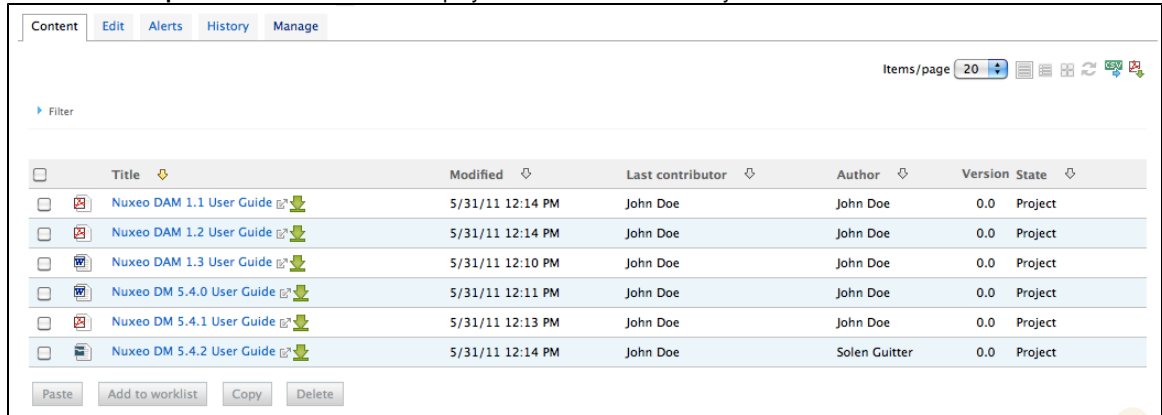 Content Edit Alerts History Manage
Items/page 20 CSV
Filter
Title Modified Last contributor Author Version State
Nuxeo DAM 1.1 User Guide 5/31/11 12:14 PM John Doe John Doe 0.0 Project
Nuxeo DAM 1.2 User Guide 5/31/11 12:14 PM John Doe John Doe 0.0 Project
Nuxeo DAM 1.3 User Guide 5/31/11 12:10 PM John Doe John Doe 0.0 Project
Nuxeo DM 5.4.0 User Guide 5/31/11 12:11 PM John Doe John Doe 0.0 Project
Nuxeo DM 5.4.1 User Guide 5/31/11 12:13 PM John Doe John Doe 0.0 Project
Nuxeo DM 5.4.2 User Guide 5/31/11 12:14 PM John Doe Solen Guitter 0.0 Project
Paste Add to worklist Copy Delete